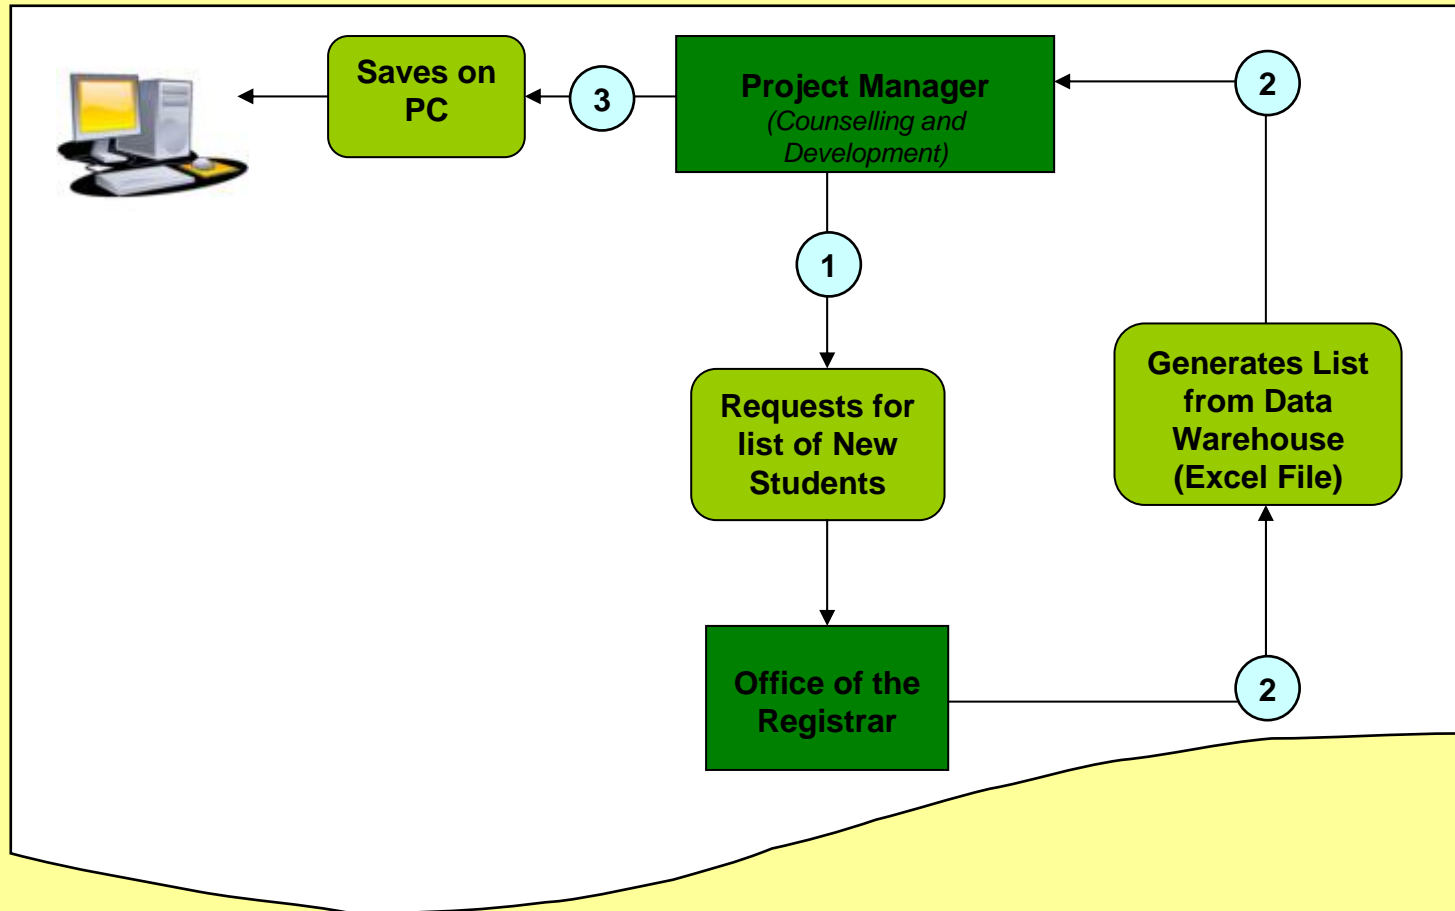 Saves on
PC
3
Project Manager
(Counselling and
Development)
2
1
Requests for
list of New
Students
Generates List
from Data
Warehouse
(Excel File)
Office of the
Registrar
2